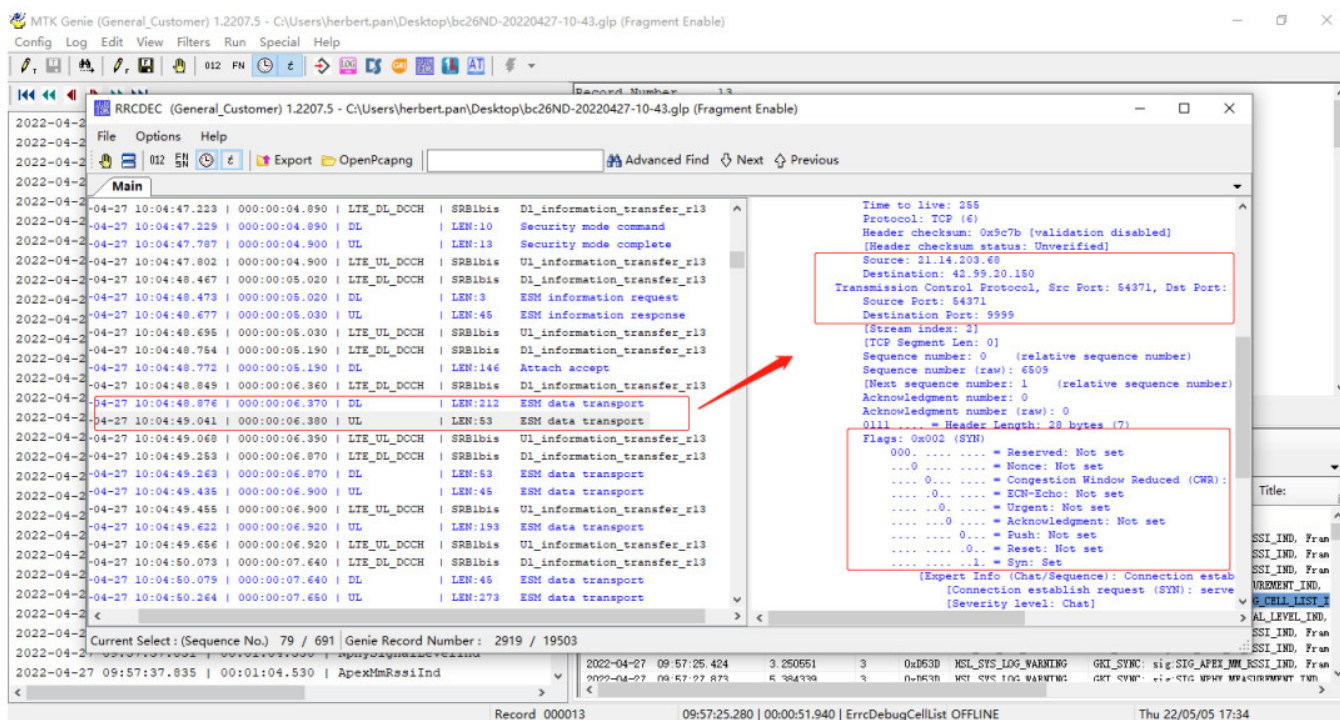 MTK Genie (General_Customer) 1.2207.5 - C:\Users\herbert.pan\Desktop\bc26ND-20220427-10-43.glp (Fragment Enable)
Config Log Edit View Filters Run Special Help
012 FN
Record Number 13
RRCDEC (General_Customer) 1.2207.5 - C:\Users\herbert.pan\Desktop\bc26ND-20220427-10-43.glp (Fragment Enable)
File Options Help
012 Export OpenPcapng Advanced Find Next Previous
Main
-04-27 10:04:47.223 | 000:00:04.890 | LTE_DL_DCCH | SRB1bis Dl_information_transfer_r13
-04-27 10:04:47.229 | 000:00:04.890 | DL | LEN:10 Security mode command
-04-27 10:04:47.787 | 000:00:04.900 | UL | LEN:13 Security mode complete
-04-27 10:04:47.802 | 000:00:04.900 | LTE_UL_DCCH | SRB1bis Ul_information_transfer_r13
-04-27 10:04:48.467 | 000:00:05.020 | LTE_DL_DCCH | SRB1bis Dl_information_transfer_r13
-04-27 10:04:48.473 | 000:00:05.020 | DL | LEN:3 ESM information request
-04-27 10:04:48.677 | 000:00:05.030 | UL | LEN:45 ESM information response
-04-27 10:04:48.695 | 000:00:05.030 | LTE_UL_DCCH | SRB1bis Ul_information_transfer_r13
-04-27 10:04:48.754 | 000:00:05.190 | LTE_DL_DCCH | SRB1bis Dl_information_transfer_r13
-04-27 10:04:48.772 | 000:00:05.190 | DL | LEN:146 Attach accept
-04-27 10:04:48.849 | 000:00:06.360 | LTE_DL_DCCH | SRB1bis Dl_information_transfer_r13
-04-27 10:04:48.876 | 000:00:06.370 | DL | LEN:212 ESM data transport
-04-27 10:04:49.041 | 000:00:06.380 | UL | LEN:53 ESM data transport
-04-27 10:04:49.068 | 000:00:06.390 | LTE_UL_DCCH | SRB1bis Ul_information_transfer_r13
-04-27 10:04:49.253 | 000:00:06.870 | LTE_DL_DCCH | SRB1bis Dl_information_transfer_r13
-04-27 10:04:49.263 | 000:00:06.870 | DL | LEN:53 ESM data transport
-04-27 10:04:49.435 | 000:00:06.900 | UL | LEN:45 ESM data transport
-04-27 10:04:49.455 | 000:00:06.900 | LTE_UL_DCCH | SRB1bis Ul_information_transfer_r13
-04-27 10:04:49.622 | 000:00:06.920 | UL | LEN:193 ESM data transport
-04-27 10:04:49.656 | 000:00:06.920 | LTE_UL_DCCH | SRB1bis Ul_information_transfer_r13
-04-27 10:04:50.073 | 000:00:07.640 | LTE_DL_DCCH | SRB1bis Dl_information_transfer_r13
-04-27 10:04:50.079 | 000:00:07.640 | DL | LEN:45 ESM data transport
-04-27 10:04:50.264 | 000:00:07.650 | UL | LEN:273 ESM data transport
Time to live: 255
Protocol: TCP (6)
Header checksum: 0x9c7b [validation disabled]
[Header checksum status: Unverified]
Source: 21.14.203.68
Destination: 42.99.20.150
Transmission Control Protocol, Src Port: 54371, Dst Port:
Source Port: 54371
Destination Port: 9999
[Stream index: 2]
[TCP Segment Len: 0]
Sequence number: 0 (relative sequence number)
Sequence number (raw): 6509
[Next sequence number: 1 (relative sequence number)
Acknowledgment number: 0
Acknowledgment number (raw): 0
0111 .... = Header Length: 28 bytes (7)
Flags: 0x002 (SYN)
000. .... .... = Reserved: Not set
...0 .... .... = Nonce: Not set
.... 0... .... = Congestion Window Reduced (CWR):
.... .0.. .... = ECN-Echo: Not set
.... ..0. .... = Urgent: Not set
.... ...0 .... = Acknowledgment: Not set
.... .... 0... = Push: Not set
.... .... .0.. = Reset: Not set
.... .... ..1. = Syn: Set
[Expert Info (Chat/Sequence): Connection estab
[Connection establish request (SYN): serve
[Severity level: Chat]
Title:
SSI_IND, Fram
SSI_IND, Fram
SSI_IND, Fram
UREMENT_IND,
G_CELL_LIST_I
AL_LEVEL_IND,
SSI_IND, Fram
SSI_IND, Fram
Current Select : (Sequence No.) 79 / 691 Genie Record Number : 2919 / 19503
2022-04-27 09:57:37.835 | 00:01:04.530 | ApexMmRssiInd
2022-04-27 09:57:25.424 3.250551 3 0xD53D NSL_SYS_LOG_WARNING GKI_SYNC: sig:SIG_APEX_MM_RSSI_IND, Fram
Record 000013 09:57:25.280 | 00:00:51.940 | ErrcDebugCellList OFFLINE Thu 22/05/05 17:34